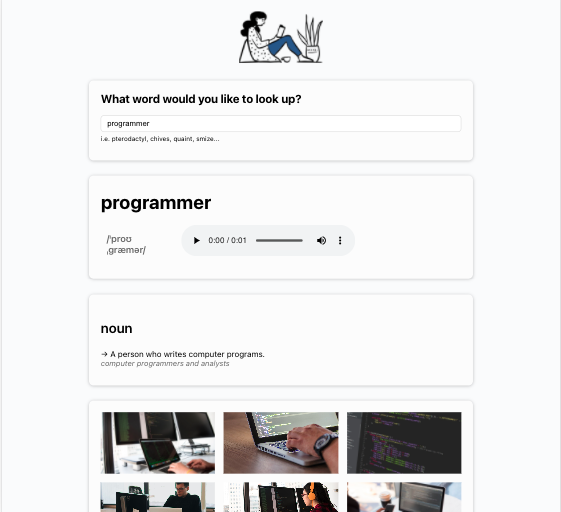 What word would you like to look up?
programmer
i.e. pterodactyl, chives, quaint, smize...
programmer
/ˈproʊ
ˌgræmər/
0:00 / 0:01
noun
→ A person who writes computer programs.
computer programmers and analysts